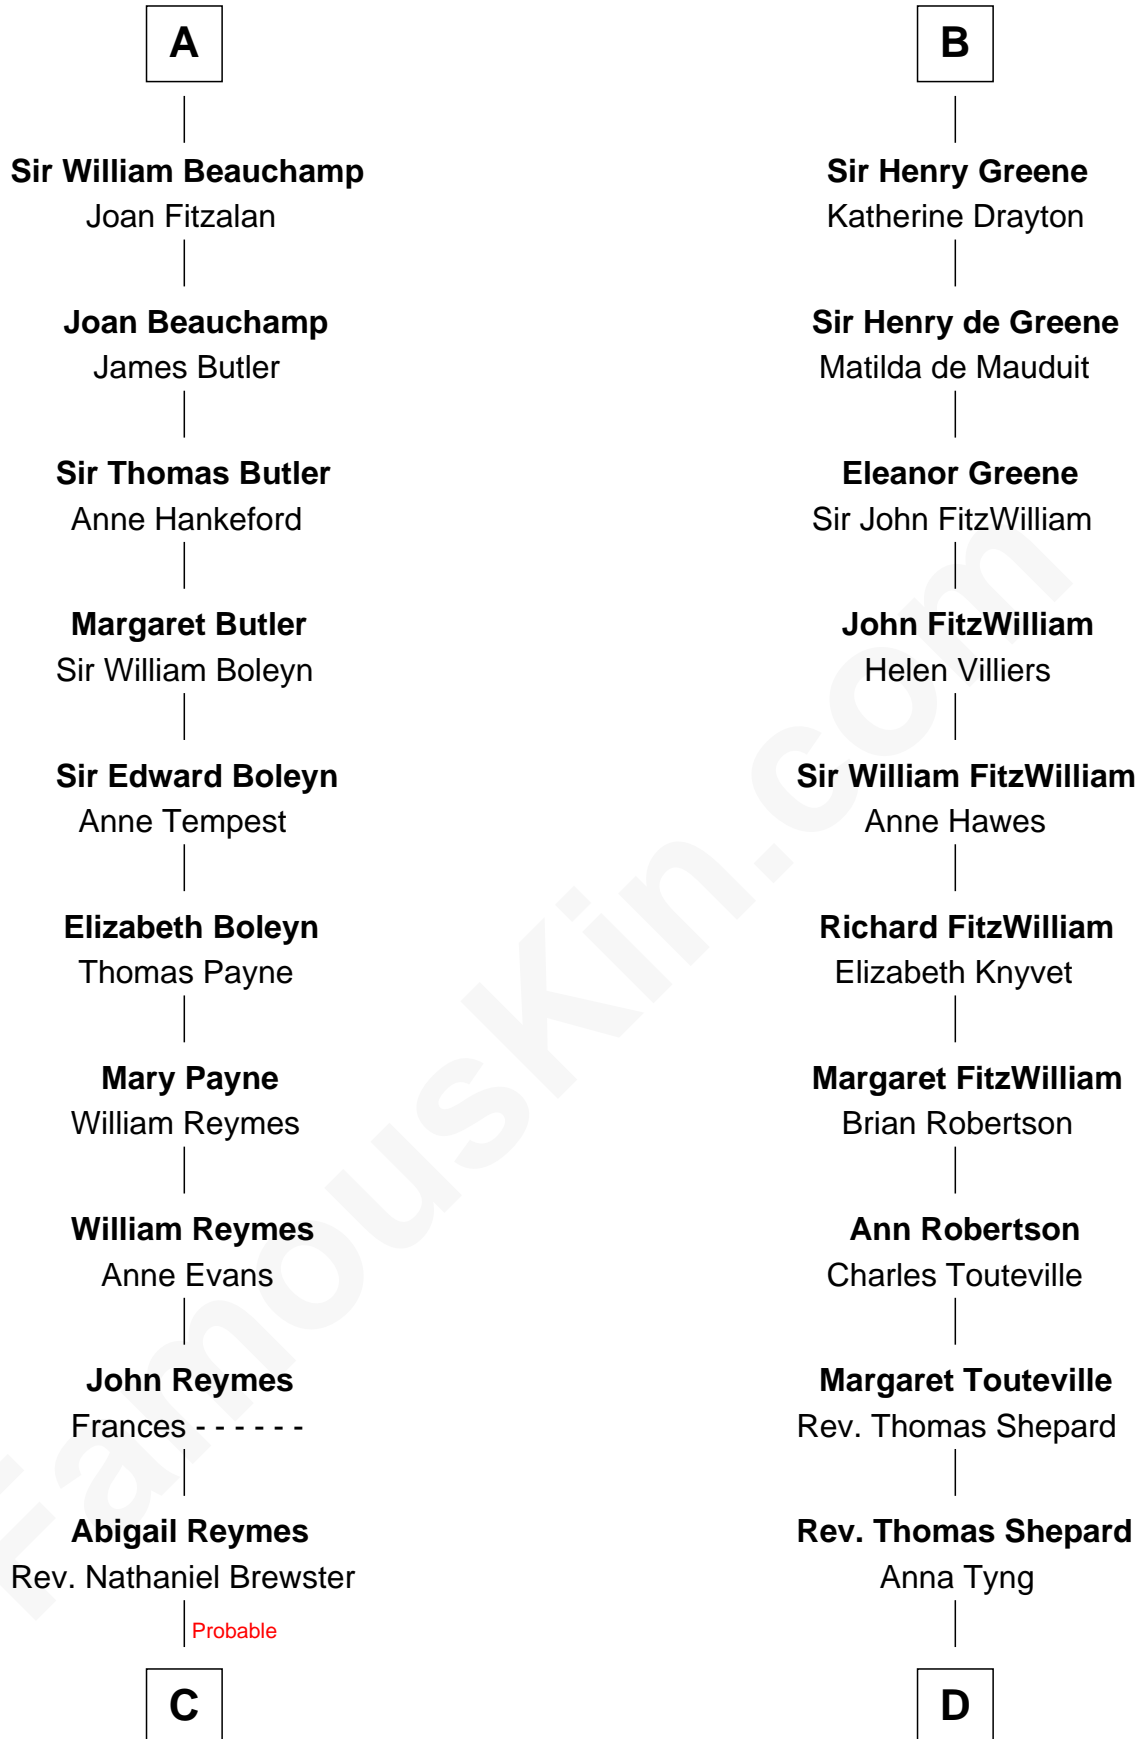 A
Sir William Beauchamp
Joan Fitzalan
Joan Beauchamp
James Butler
Sir Thomas Butler
Anne Hankeford
Margaret Butler
Sir William Boleyn
Sir Edward Boleyn
Anne Tempest
Elizabeth Boleyn
Thomas Payne
Mary Payne
William Reymes
William Reymes
Anne Evans
John Reymes
Frances - - - - - -
Abigail Reymes
Rev. Nathaniel Brewster
Probable
C
B
Sir Henry Greene
Katherine Drayton
Sir Henry de Greene
Matilda de Mauduit
Eleanor Greene
Sir John FitzWilliam
John FitzWilliam
Helen Villiers
Sir William FitzWilliam
Anne Hawes
Richard FitzWilliam
Elizabeth Knyvet
Margaret FitzWilliam
Brian Robertson
Ann Robertson
Charles Touteville
Margaret Touteville
Rev. Thomas Shepard
Rev. Thomas Shepard
Anna Tyng
D
FamousKin.com